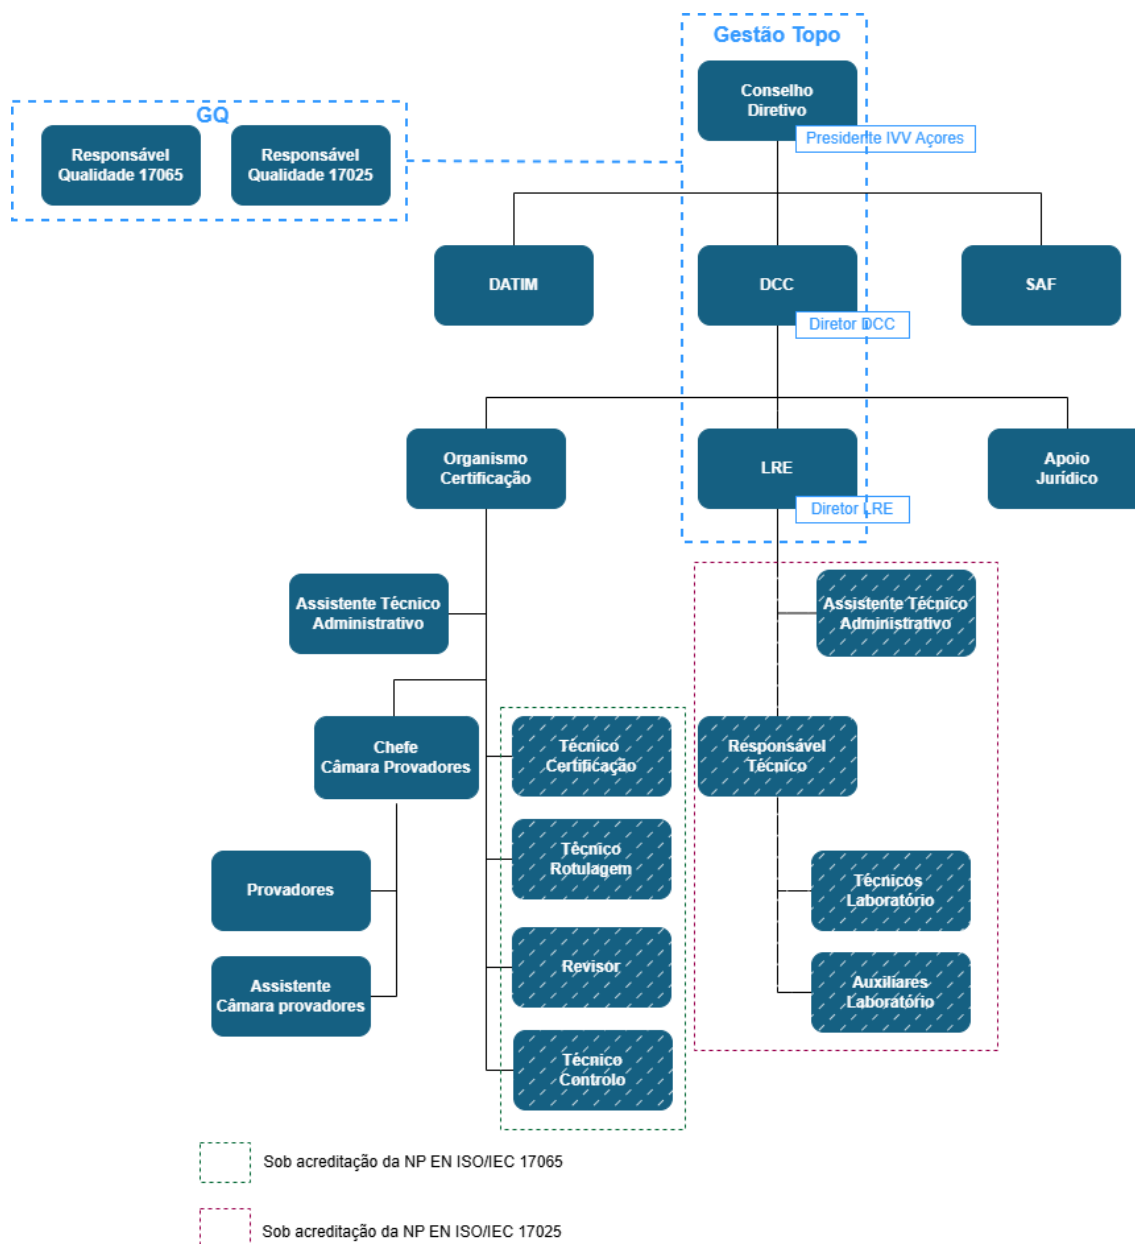 Gestão Topo
Conselho
Diretivo
Presidente IVV Açores
GQ
Responsável
Qualidade 17065
Responsável
Qualidade 17025
DATIM
DCC
SAF
Diretor DCC
Organismo
Certificação
LRE
Apoio
Jurídico
Diretor LRE
Assistente Técnico
Administrativo
Assistente Técnico
Administrativo
Chefe
Câmara Provadores
Técnico
Certificação
Responsável
Técnico
Provadores
Técnico
Rotulagem
Técnicos
Laboratório
Assistente
Câmara provadores
Revisor
Auxiliares
Laboratório
Técnico
Controlo
Sob acreditação da NP EN ISO/IEC 17065
Sob acreditação da NP EN ISO/IEC 17025